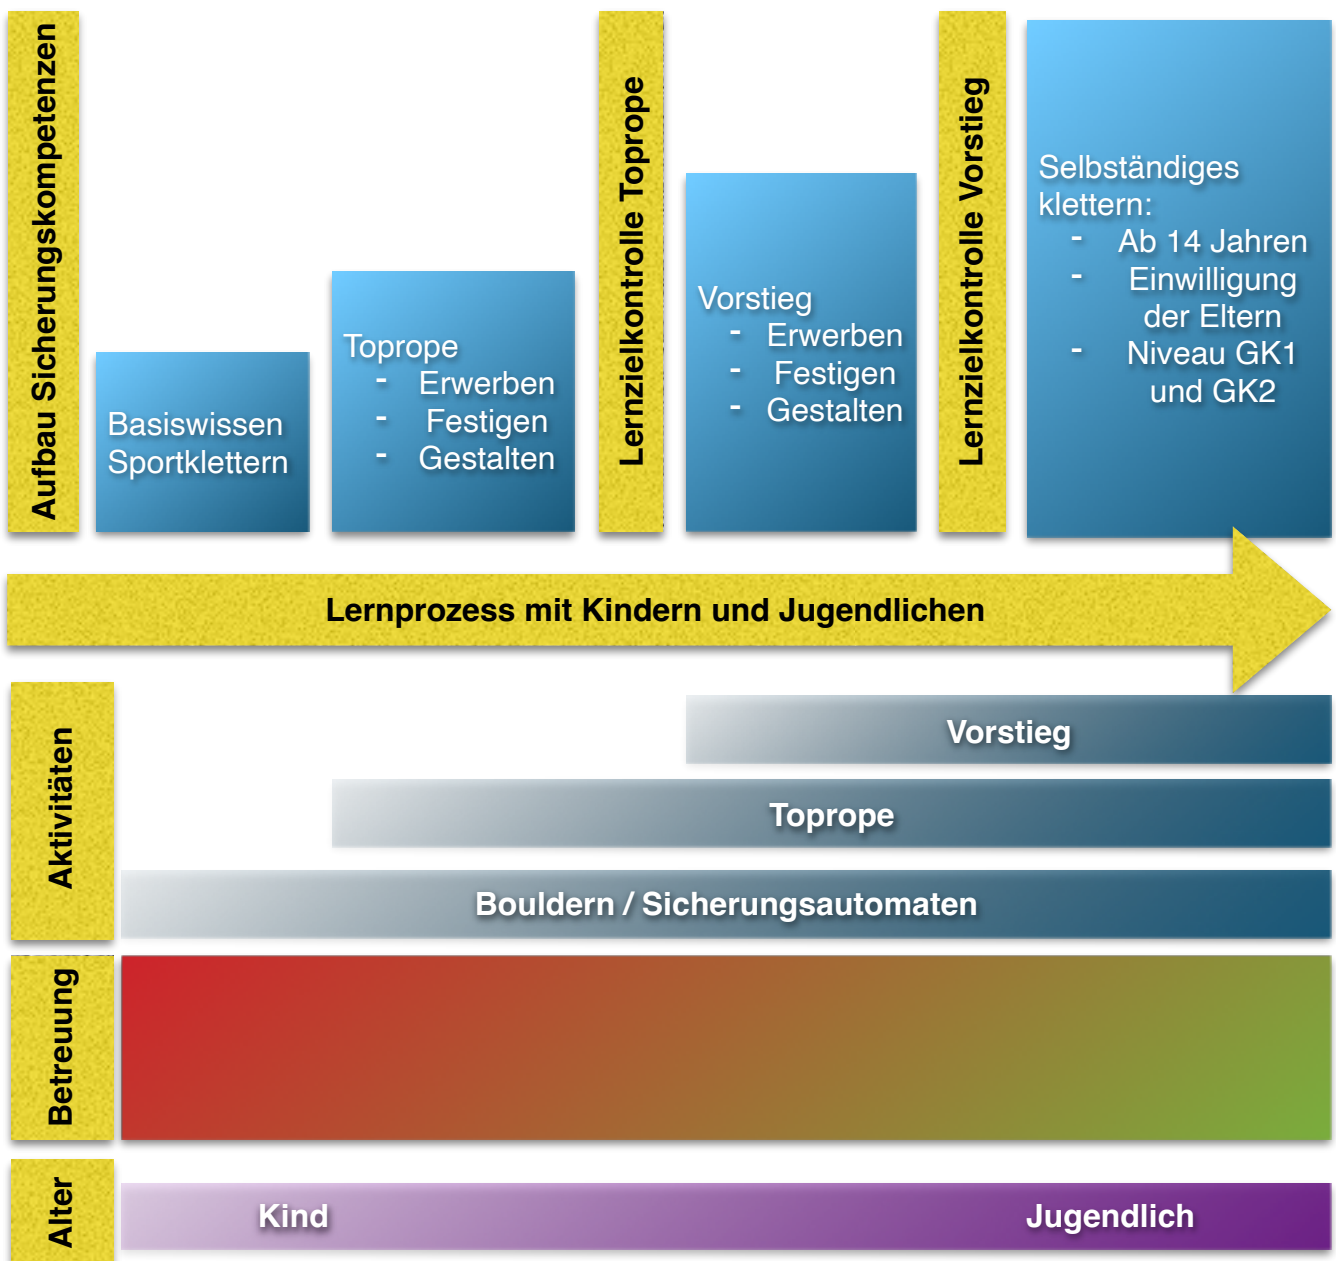 Aufbau Sicherungskompetenzen
Basiswissen
Sportklettern
Toprope
- Erwerben
- Festigen
- Gestalten
Lernzielkontrolle Toprope
Vorstieg
- Erwerben
- Festigen
- Gestalten
Lernzielkontrolle Vorstieg
Selbständiges
klettern:
- Ab 14 Jahren
- Einwilligung
der Eltern
- Niveau GK1
und GK2
Lernprozess mit Kindern und Jugendlichen
Aktivitäten
Vorstieg
Toprope
Bouldern / Sicherungsautomaten
Betreuung
Alter
Kind
Jugendlich